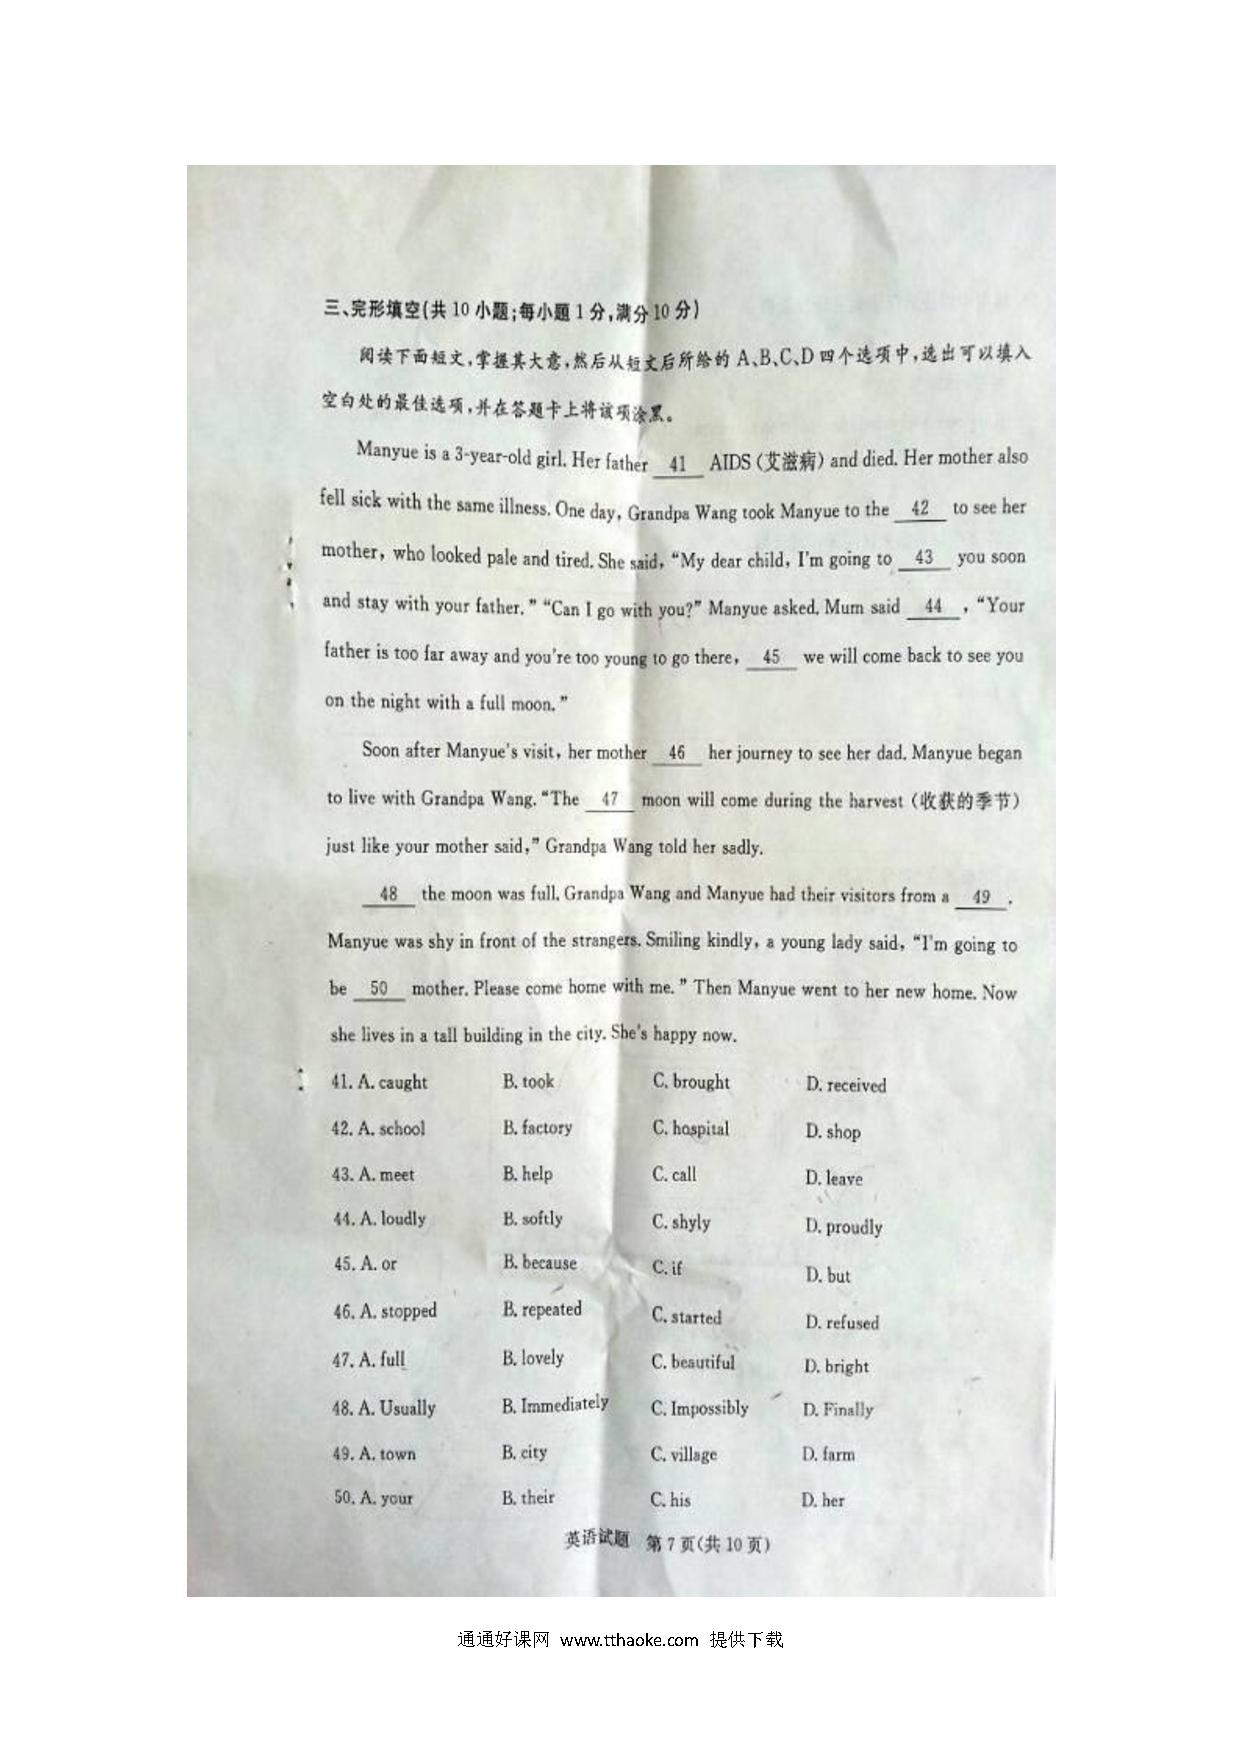 三、完形填空(共10小题;每小题1分,满分10分)
阅读下面短文,掌握其大意,然后从短文后所给的A、B、C、D四个选项中,选出可以填入
空白处的最佳选项,并在答题卡上将该项涂黑。
Manyue is a 3-year-old girl. Her father 41 AIDS (艾滋病) and died. Her mother also
fell sick with the same illness. One day, Grandpa Wang took Manyue to the 42 to see her
mother, who looked pale and tired. She said, “My dear child, I'm going to 43 you soon
and stay with your father.” “Can I go with you?” Manyue asked. Mum said 44 , “Your
father is too far away and you're too young to go there, 45 we will come back to see you
on the night with a full moon.”
Soon after Manyue's visit, her mother 46 her journey to see her dad. Manyue began
to live with Grandpa Wang. “The 47 moon will come during the harvest (收获的季节)
just like your mother said,” Grandpa Wang told her sadly.
48 the moon was full. Grandpa Wang and Manyue had their visitors from a 49 .
Manyue was shy in front of the strangers. Smiling kindly, a young lady said, “I'm going to
be 50 mother. Please come home with me.” Then Manyue went to her new home. Now
she lives in a tall building in the city. She's happy now.
41. A. caught B. took C. brought D. received
42. A. school B. factory C. hospital D. shop
43. A. meet B. help C. call D. leave
44. A. loudly B. softly C. shyly D. proudly
45. A. or B. because C. if D. but
46. A. stopped B. repeated C. started D. refused
47. A. full B. lovely C. beautiful D. bright
48. A. Usually B. Immediately C. Impossibly D. Finally
49. A. town B. city C. village D. farm
50. A. your B. their C. his D. her
英语试题 第7页(共10页)
通通好课网 www.tthaoke.com 提供下载